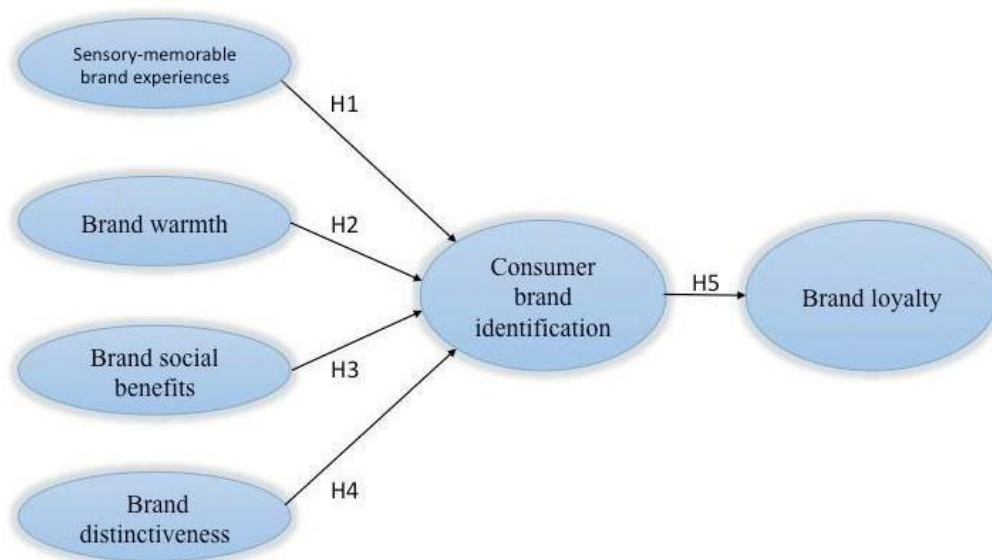 Sensory-memorable
brand experiences
H1
Brand warmth
H2
Brand social
benefits
H3
Brand
distinctiveness
H4
Consumer
brand
identification
H5
Brand loyalty